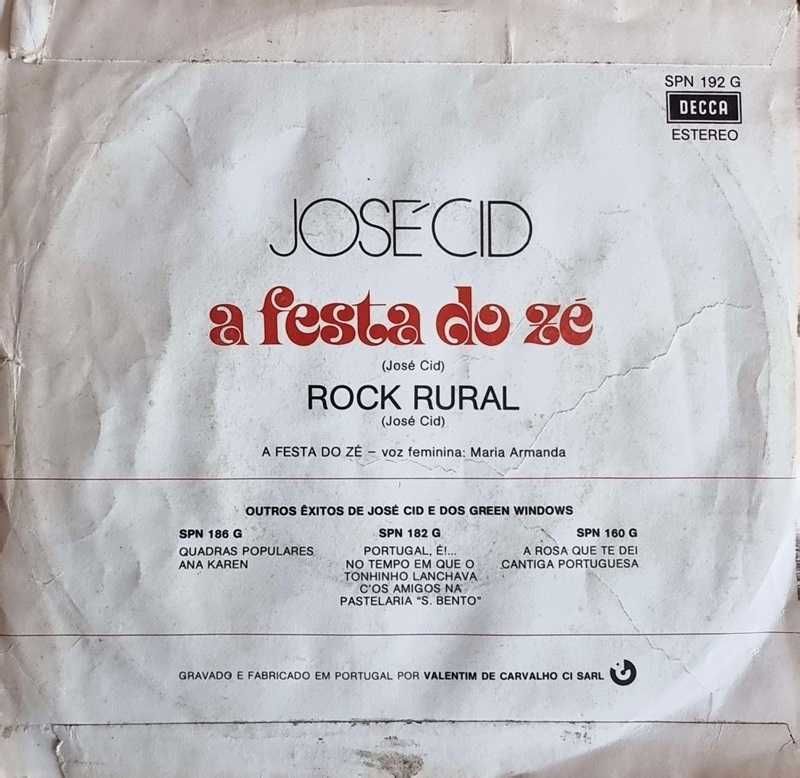 SPN 192 G
DECCA
ESTEREO
JOSÉ CID
a festa do zé
(José Cid)
ROCK RURAL
(José Cid)
A FESTA DO ZÉ – voz feminina: Maria Armanda
OUTROS ÊXITOS DE JOSÉ CID E DOS GREEN WINDOWS
SPN 186 G
QUADRAS POPULARES
ANA KAREN
SPN 182 G
PORTUGAL, É!...
NO TEMPO EM QUE O
TONHINHO LANCHAVA
C'OS AMIGOS NA
PASTELARIA "S. BENTO"
SPN 160 G
A ROSA QUE TE DEI
CANTIGA PORTUGUESA
GRAVADO E FABRICADO EM PORTUGAL POR VALENTIM DE CARVALHO CI SARL